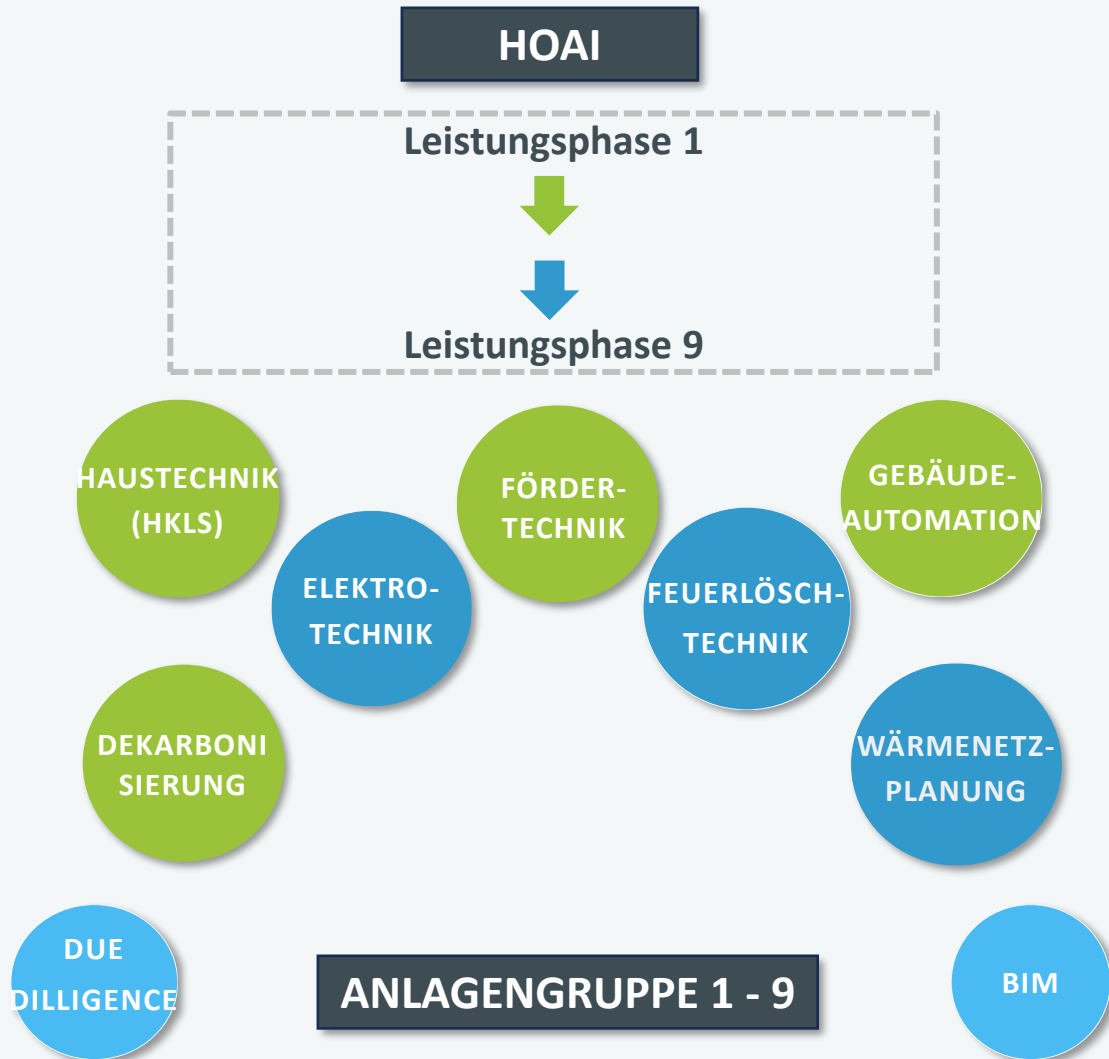 HOAI
Leistungsphase 1
Leistungsphase 9
HAUSTECHNIK
(HKLS)
ELEKTRO-
TECHNIK
FÖRDER-
TECHNIK
FEUERLÖSCH-
TECHNIK
GEBÄUDE-
AUTOMATION
DEKARBONI
SIERUNG
WÄRMENETZ-
PLANUNG
DUE
DILLIGENCE
ANLAGENGRUPPE 1 - 9
BIM